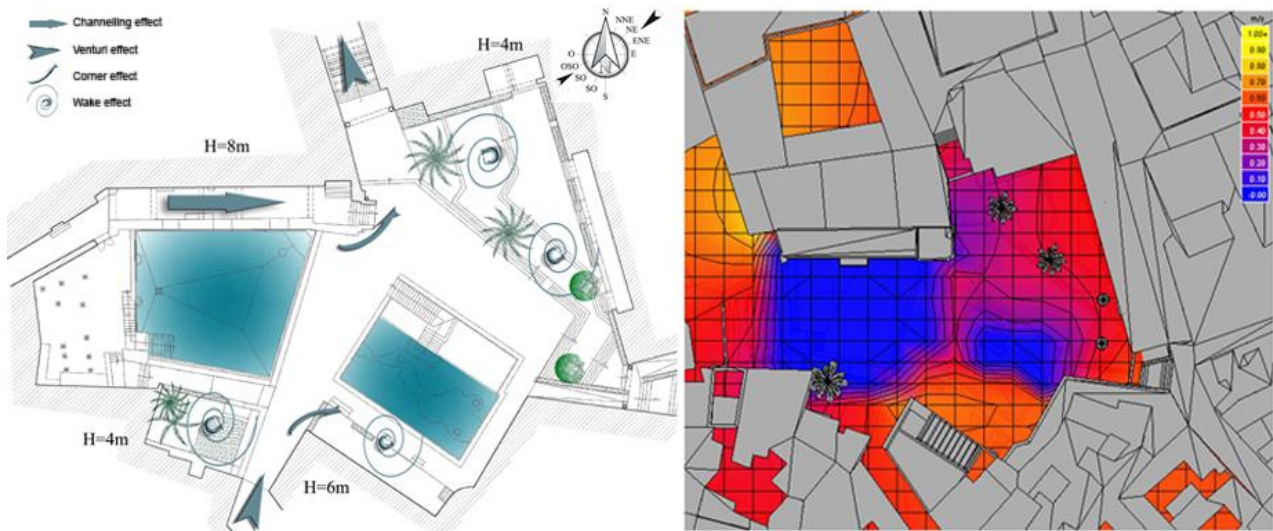 Channelling effect
Venturi effect
Corner effect
Wake effect
N
NNE
NE
ENE
O
E
OSO
SO
SO
S
N
H=4m
H=8m
H=4m
H=6m
m/s
1.00+
0.90
0.80
0.70
0.60
0.50
0.40
0.30
0.20
0.10
-0.00